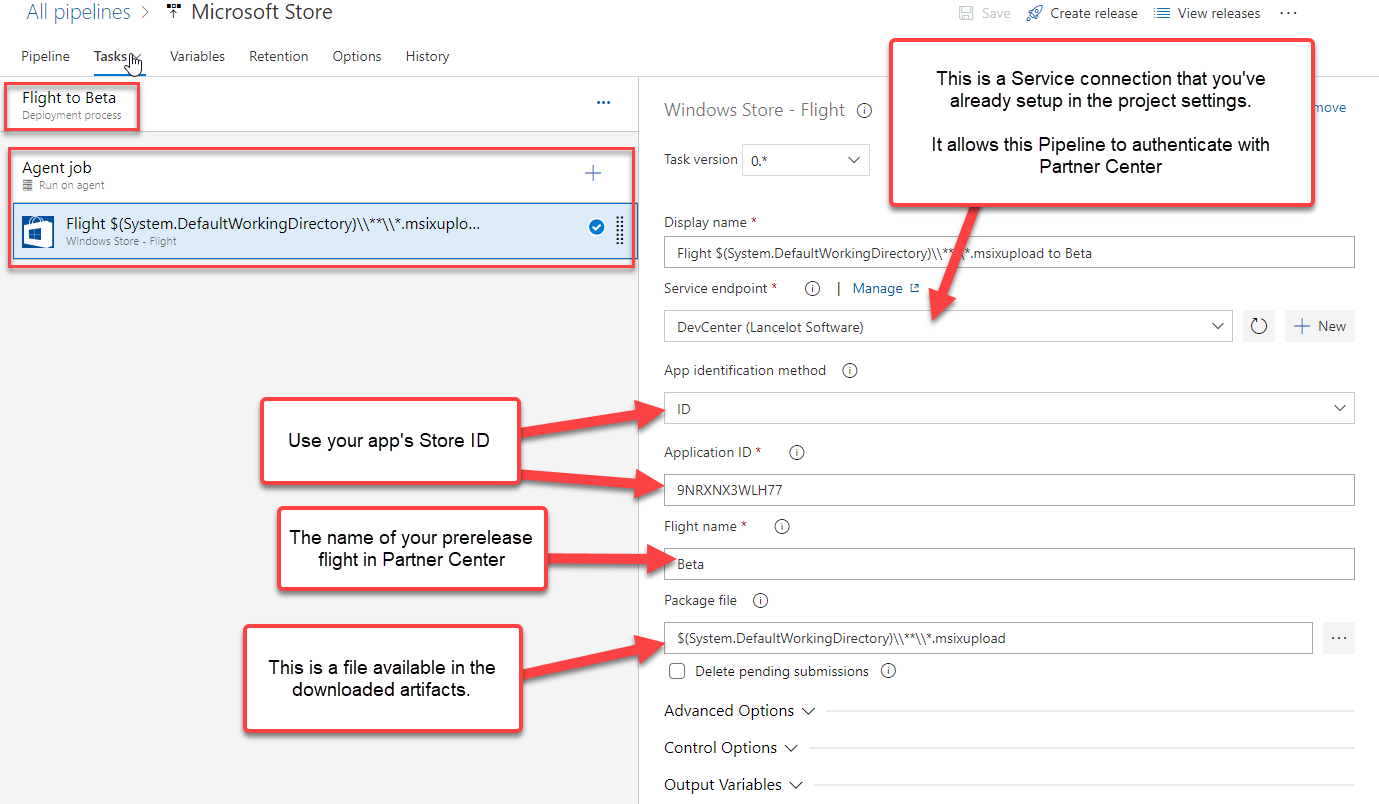 All pipelines > Microsoft Store
Save Create release View releases ...
Pipeline Tasks Variables Retention Options History
Flight to Beta
Deployment process
...
Agent job
Run on agent
Flight $(System.DefaultWorkingDirectory)\\**\\*.msixuplo...
Windows Store - Flight
This is a Service connection that you've
already setup in the project settings.
It allows this Pipeline to authenticate with
Partner Center
Windows Store - Flight
move
Task version 0.*
Display name *
Flight $(System.DefaultWorkingDirectory)\\**\\*.msixupload to Beta
Service endpoint * | Manage
DevCenter (Lancelot Software)
New
App identification method
ID
Use your app's Store ID
Application ID *
9NRXNX3WLH77
Flight name *
The name of your prerelease
flight in Partner Center
Beta
Package file
$(System.DefaultWorkingDirectory)\\**\\*.msixupload
...
This is a file available in the
downloaded artifacts.
Delete pending submissions
Advanced Options
Control Options
Output Variables